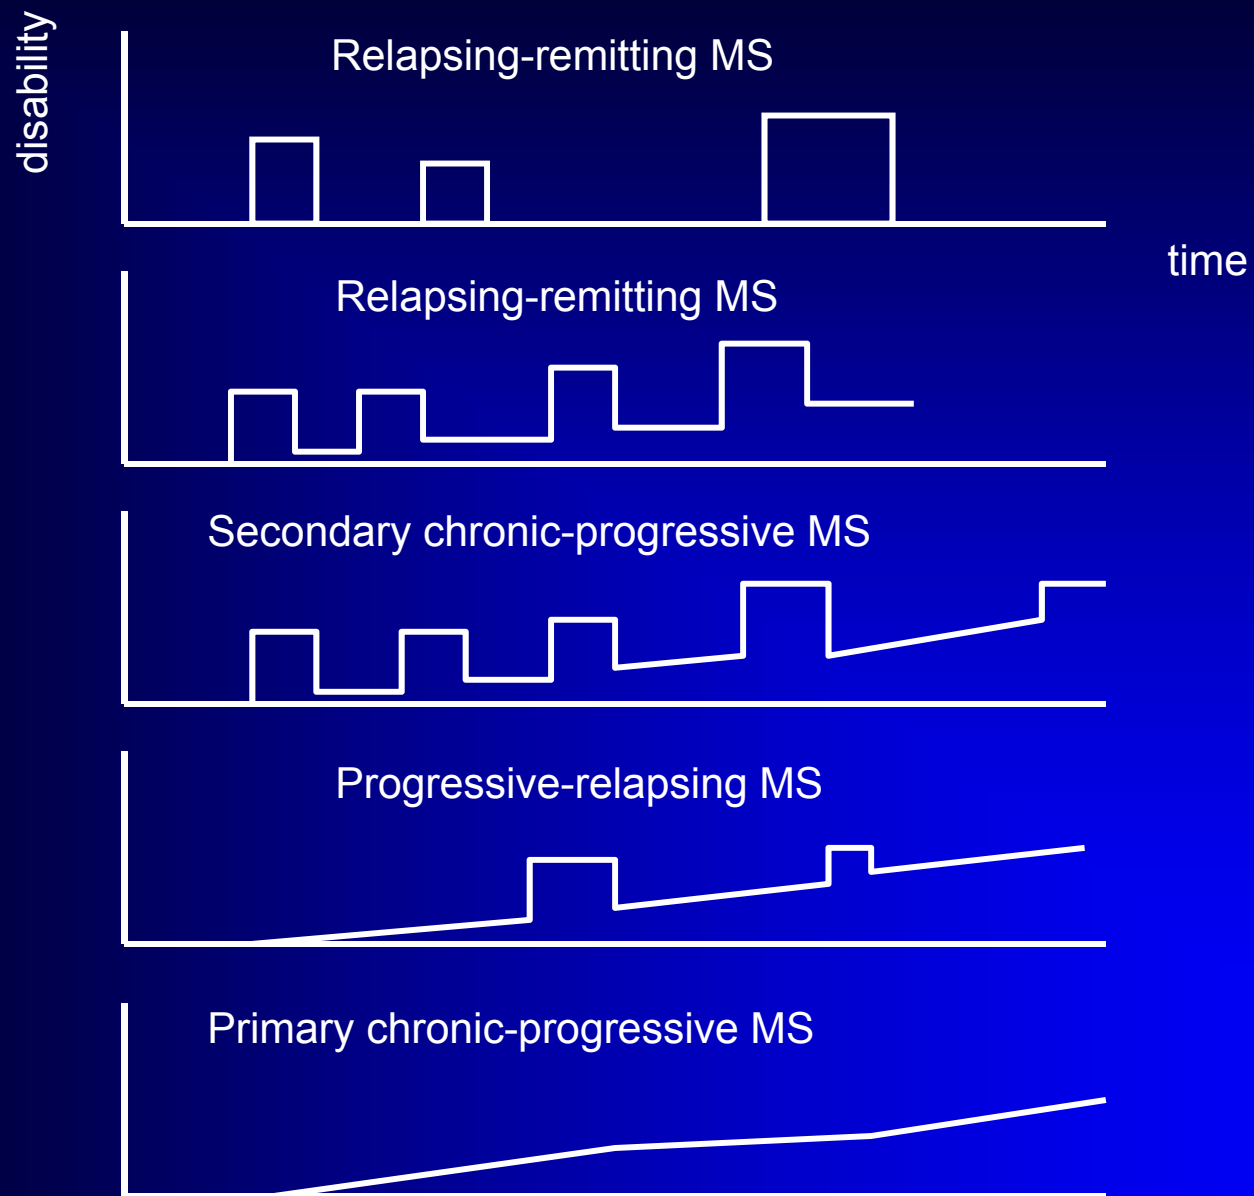 disability
Relapsing-remitting MS
time
Relapsing-remitting MS
Secondary chronic-progressive MS
Progressive-relapsing MS
Primary chronic-progressive MS